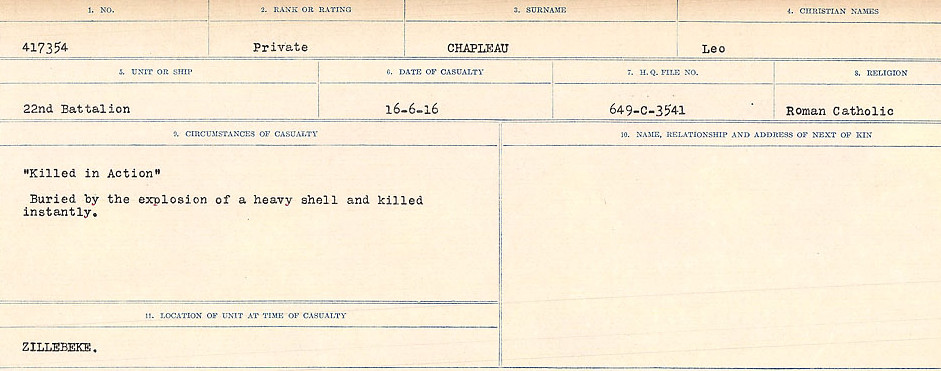 1. NO.
2. RANK OR RATING
3. SURNAME
4. CHRISTIAN NAMES
417354
Private
CHAPLEAU
Leo
5. UNIT OR SHIP
6. DATE OF CASUALTY
7. H.Q. FILE NO.
8. RELIGION
22nd Battalion
16-6-16
649-C-3541
Roman Catholic
9. CIRCUMSTANCES OF CASUALTY
"Killed in Action"
Buried by the explosion of a heavy shell and killed
instantly.
10. NAME, RELATIONSHIP AND ADDRESS OF NEXT OF KIN
11. LOCATION OF UNIT AT TIME OF CASUALTY
ZILLEBEKE.